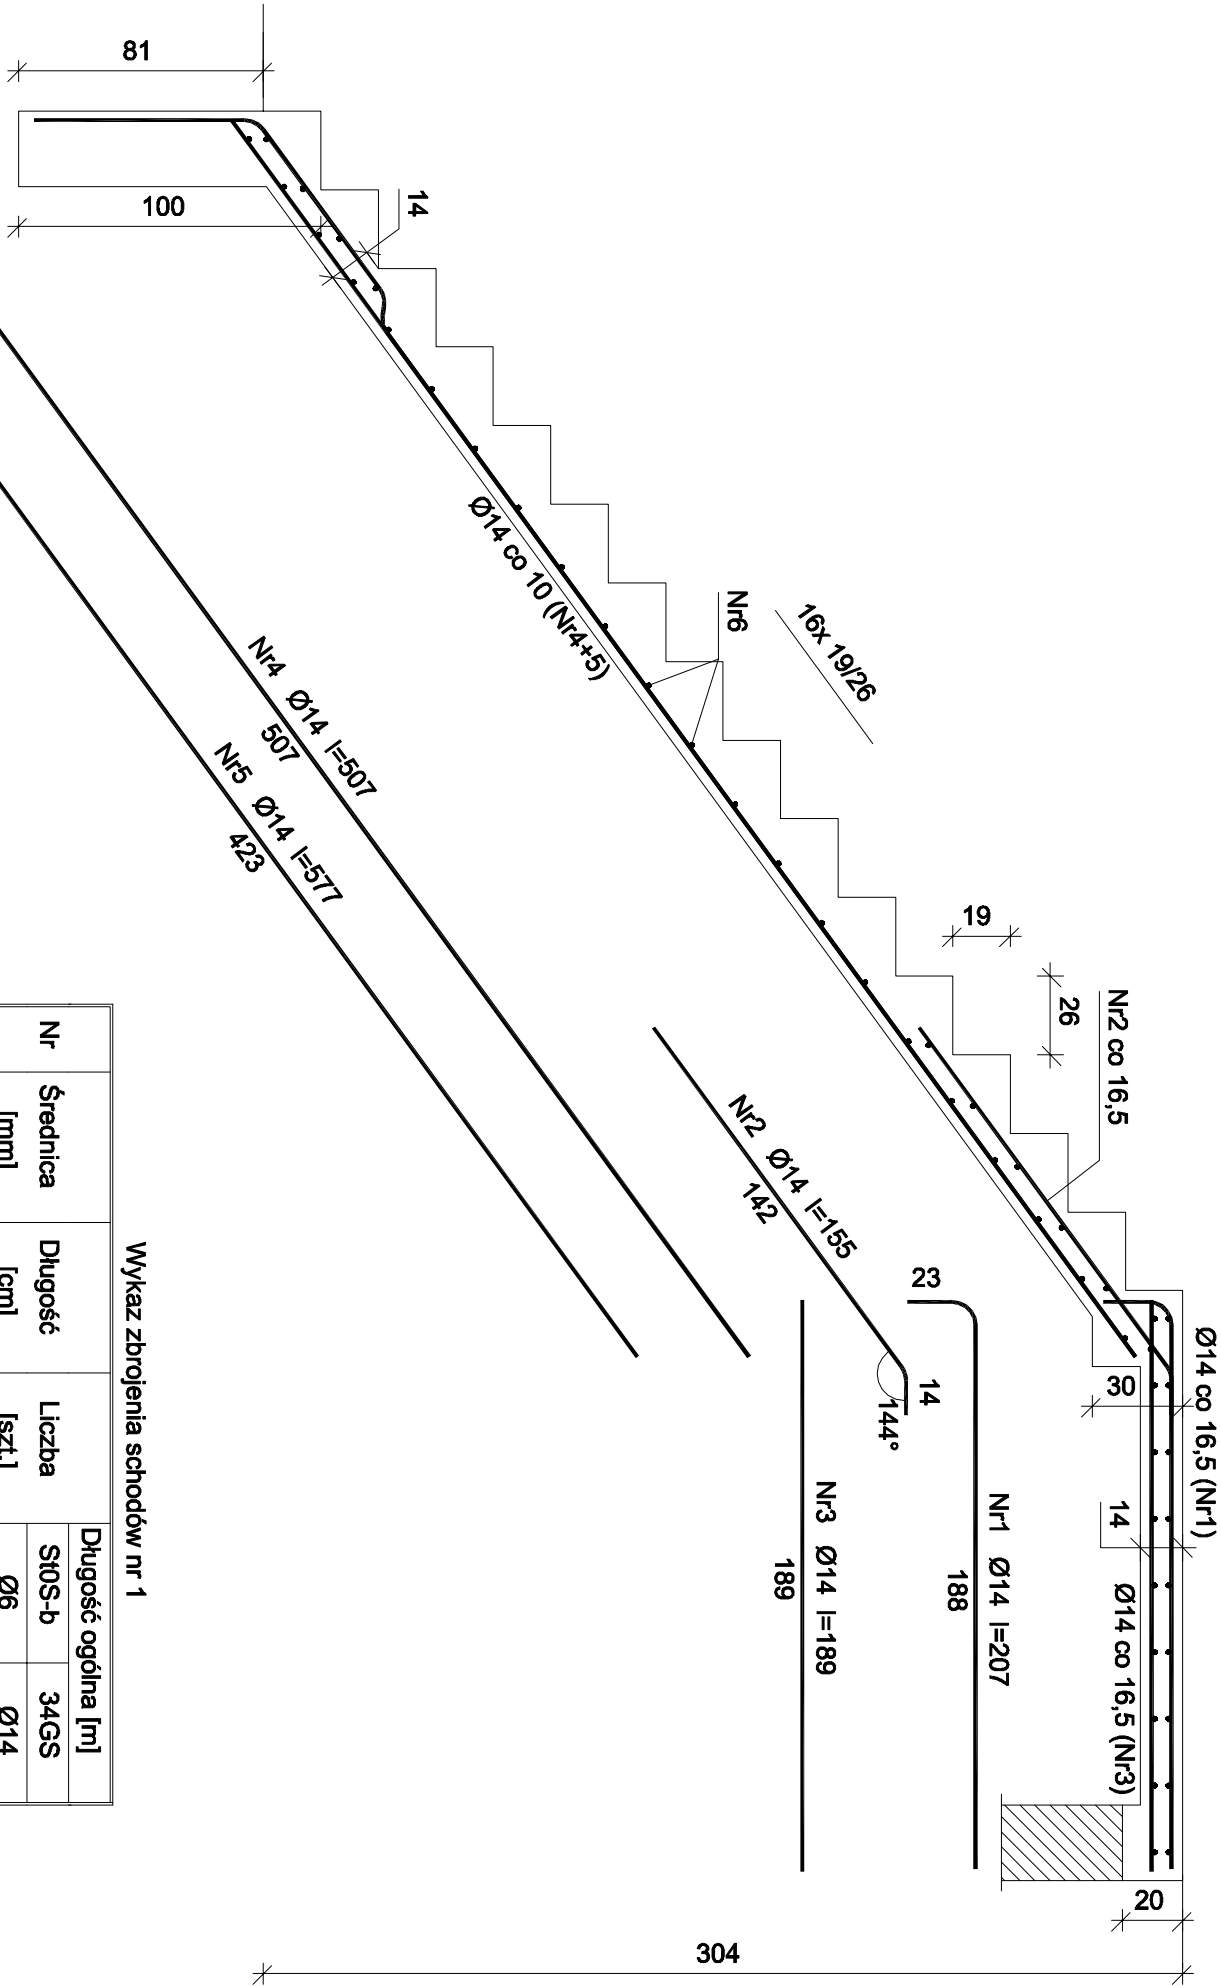 81
100
14
Ø14 co 10 (Nr4+5)
Nr6
16x 19/26
19
26
Nr2 co 16,5
Ø14 co 16,5 (Nr1)
30
14
Ø14 co 16,5 (Nr3)
20
304
Nr4 Ø14 l=507
507
Nr5 Ø14 l=577
423
Nr2 Ø14 l=155
142
14
144°
23
Nr1 Ø14 l=207
188
Nr3 Ø14 l=189
189
Wykaz zbrojenia schodów nr 1
Długość ogólna [m]
Nr Średnica Długość Liczba St0S-b 34GS
[mm] [cm] [szt.] Ø6 Ø14